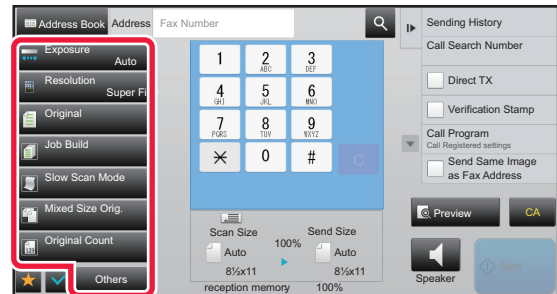 Address Book
Address
Fax Number
Exposure
Auto
Resolution
Super Fi
Original
Job Build
Slow Scan Mode
Mixed Size Orig.
Original Count
Others
1
2
ABC
3
DEF
4
GHI
5
JKL
6
MNO
7
PQRS
8
TUV
9
WXYZ
0
#
C
Scan Size
Send Size
Auto
100%
Auto
8½x11
8½x11
reception memory
100%
Sending History
Call Search Number
Direct TX
Verification Stamp
Call Program
Call Registered settings
Send Same Image
as Fax Address
Preview
CA
Speaker
Start